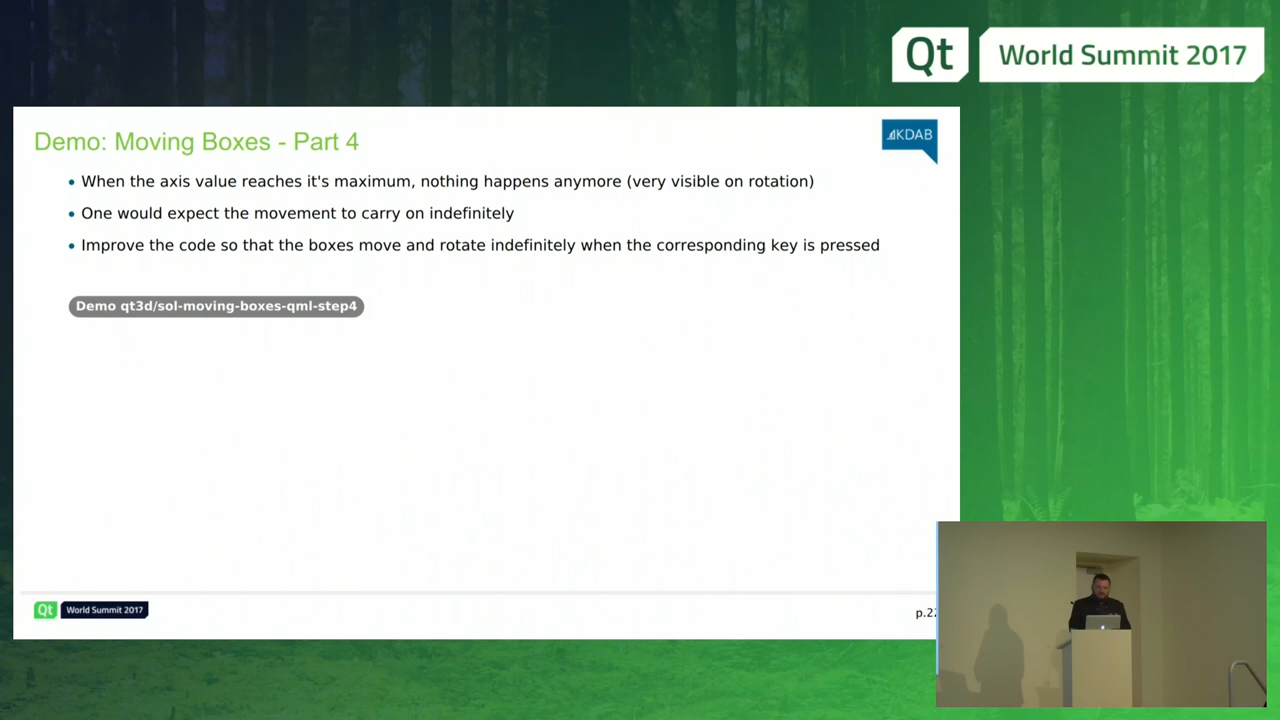 Qt World Summit 2017
Demo: Moving Boxes - Part 4
KDAB
• When the axis value reaches it's maximum, nothing happens anymore (very visible on rotation)
• One would expect the movement to carry on indefinitely
• Improve the code so that the boxes move and rotate indefinitely when the corresponding key is pressed
Demo qt3d/sol-moving-boxes-qml-step4
Qt World Summit 2017